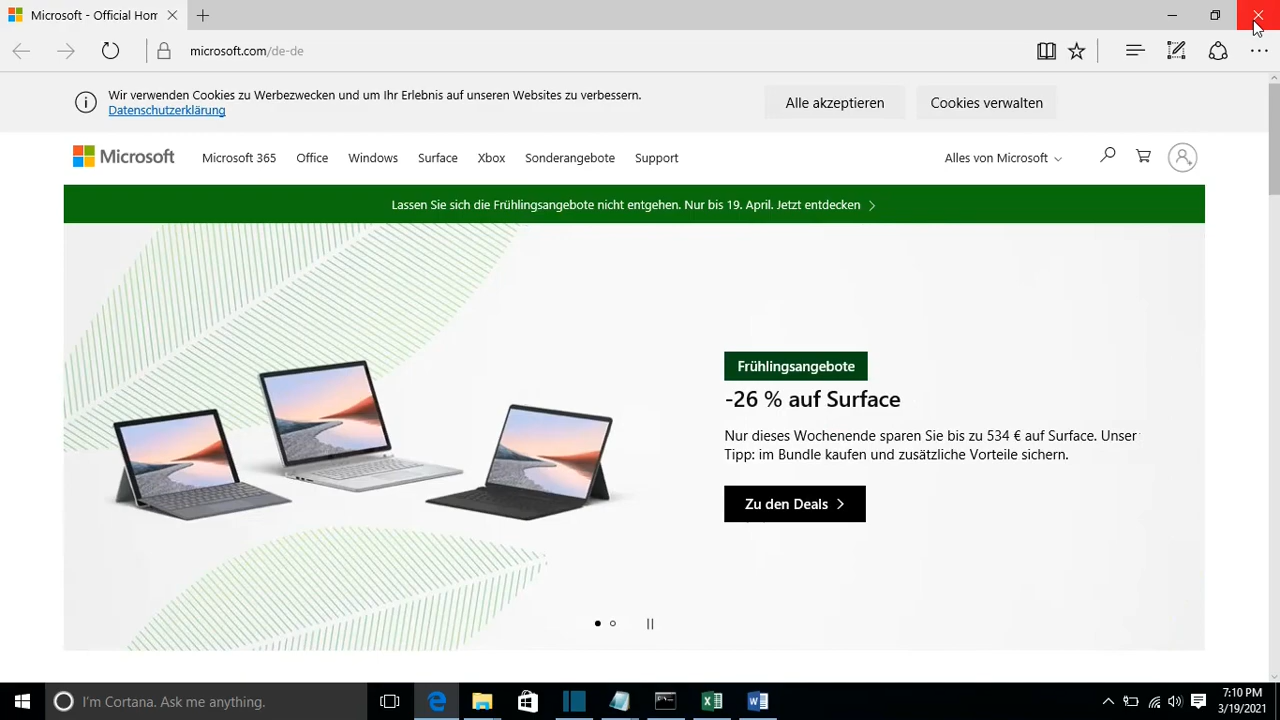 Microsoft - Official Hom
microsoft.com/de-de
Wir verwenden Cookies zu Werbezwecken und um Ihr Erlebnis auf unseren Websites zu verbessern.
Datenschutzerklärung
Alle akzeptieren
Cookies verwalten
Microsoft
Microsoft 365
Office
Windows
Surface
Xbox
Sonderangebote
Support
Alles von Microsoft
Lassen Sie sich die Frühlingsangebote nicht entgehen. Nur bis 19. April. Jetzt entdecken
Frühlingsangebote
-26 % auf Surface
Nur dieses Wochenende sparen Sie bis zu 534 € auf Surface. Unser
Tipp: im Bundle kaufen und zusätzliche Vorteile sichern.
Zu den Deals
I'm Cortana. Ask me anything.
7:10 PM
3/19/2021